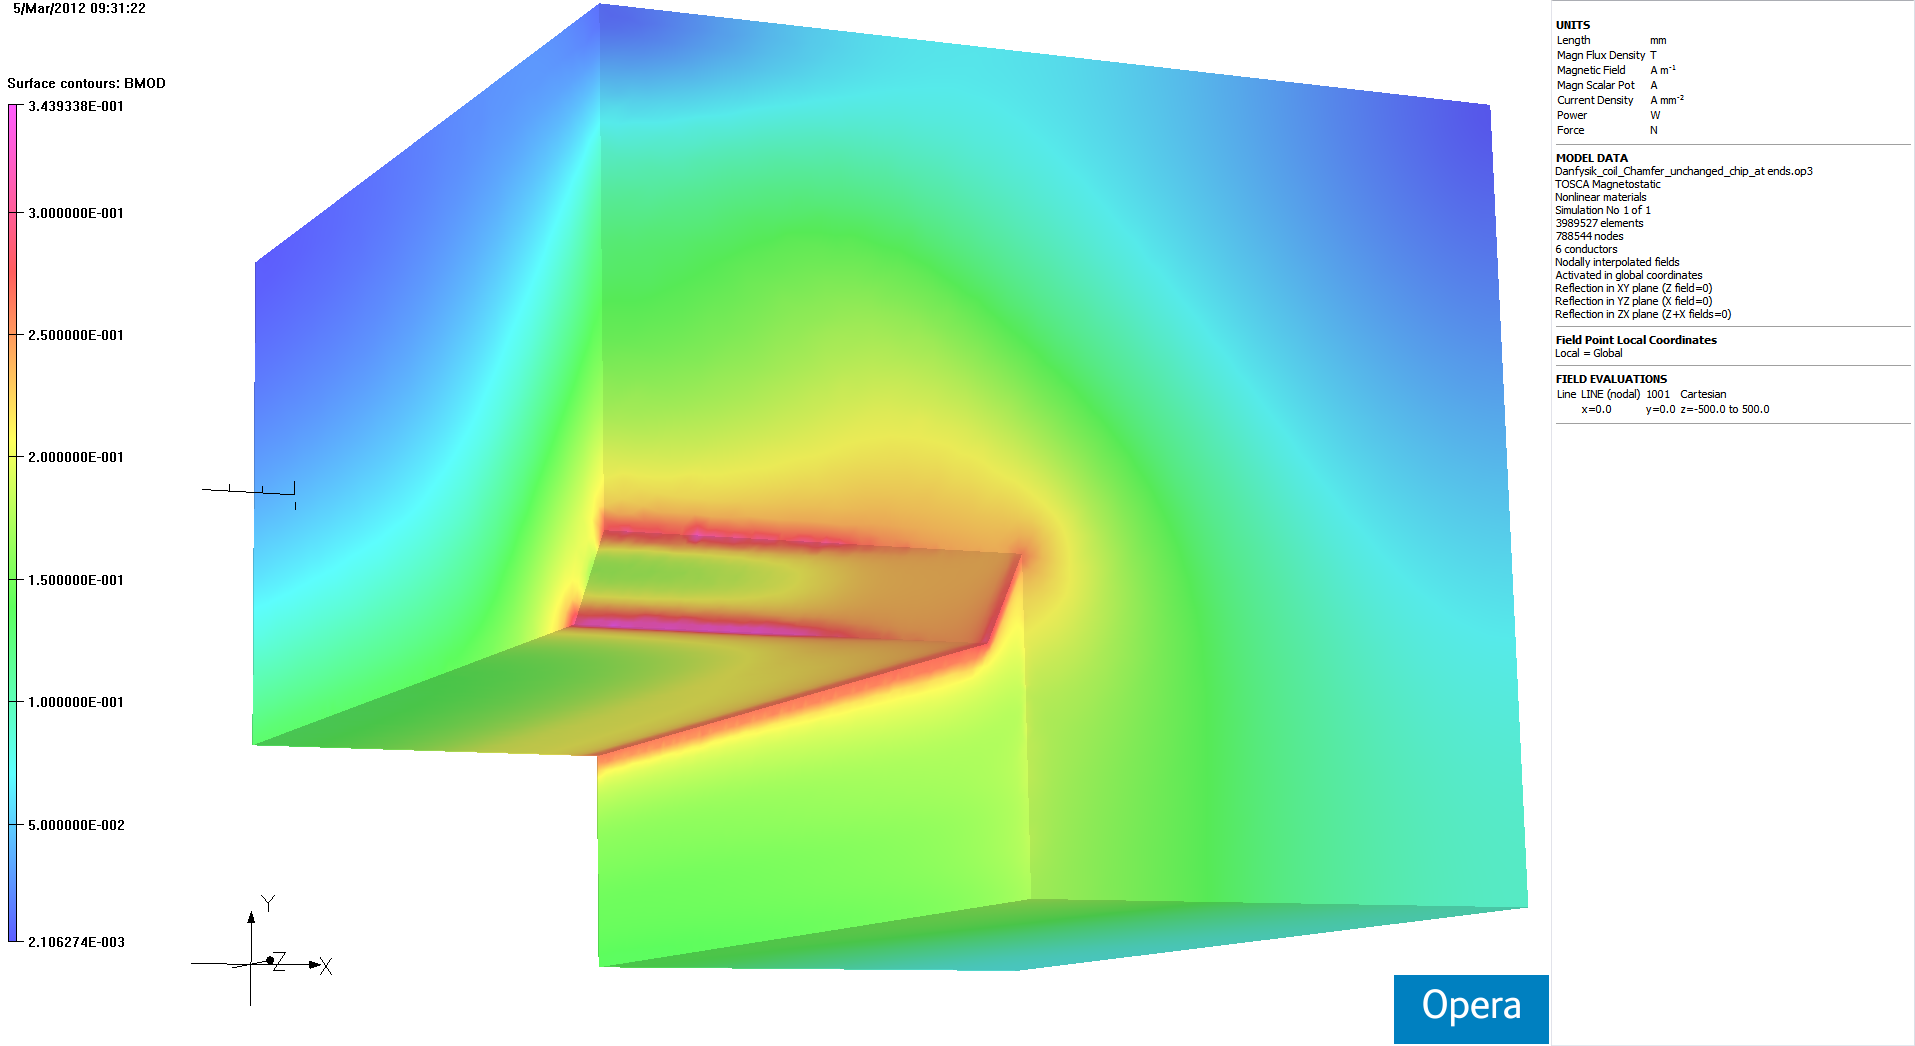 5/Mar/2012 09:31:22
Surface contours: BMOD
3.439338E-001
3.000000E-001
2.500000E-001
2.000000E-001
1.500000E-001
1.000000E-001
5.000000E-002
2.106274E-003
Y
Z
X
Opera
UNITS
Length mm
Magn Flux Density T
Magnetic Field A m⁻¹
Magn Scalar Pot A
Current Density A mm⁻²
Power W
Force N
MODEL DATA
Danfysik_coil_Chamfer_unchanged_chip_at ends.op3
TOSCA Magnetostatic
Nonlinear materials
Simulation No 1 of 1
3989527 elements
788544 nodes
6 conductors
Nodally interpolated fields
Activated in global coordinates
Reflection in XY plane (Z field=0)
Reflection in YZ plane (X field=0)
Reflection in ZX plane (Z+X fields=0)
Field Point Local Coordinates
Local = Global
FIELD EVALUATIONS
Line LINE (nodal) 1001 Cartesian
x=0.0 y=0.0 z=-500.0 to 500.0